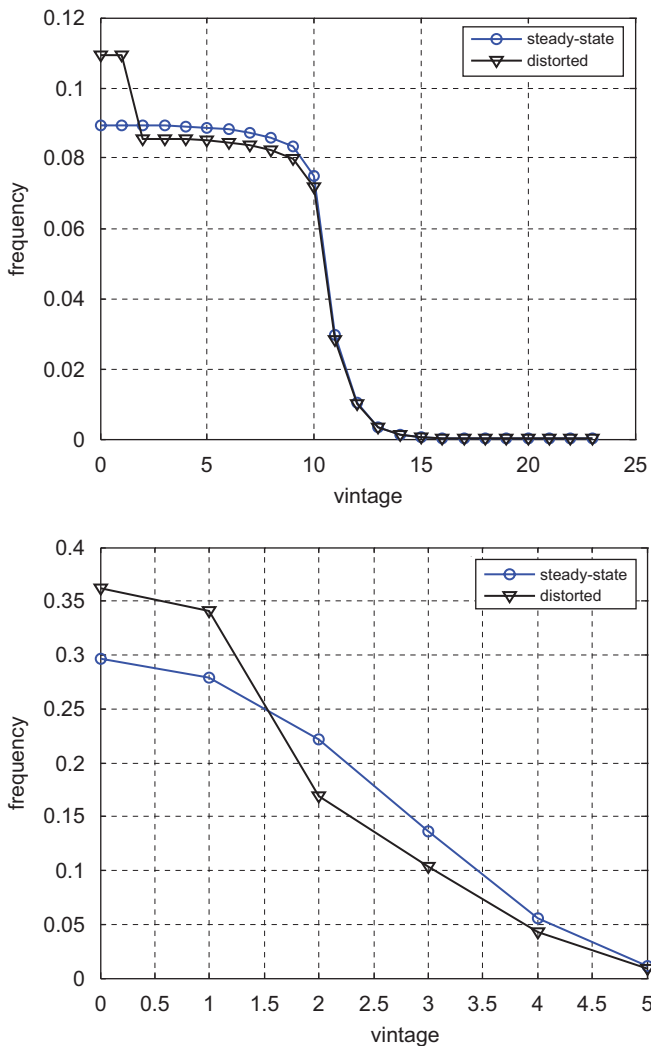 0.12
0.1
0.08
0.06
0.04
0.02
0
frequency
steady-state
distorted
0 5 10 15 20 25
vintage
0.4
0.35
0.3
0.25
0.2
0.15
0.1
0.05
0
frequency
steady-state
distorted
0 0.5 1 1.5 2 2.5 3 3.5 4 4.5 5
vintage